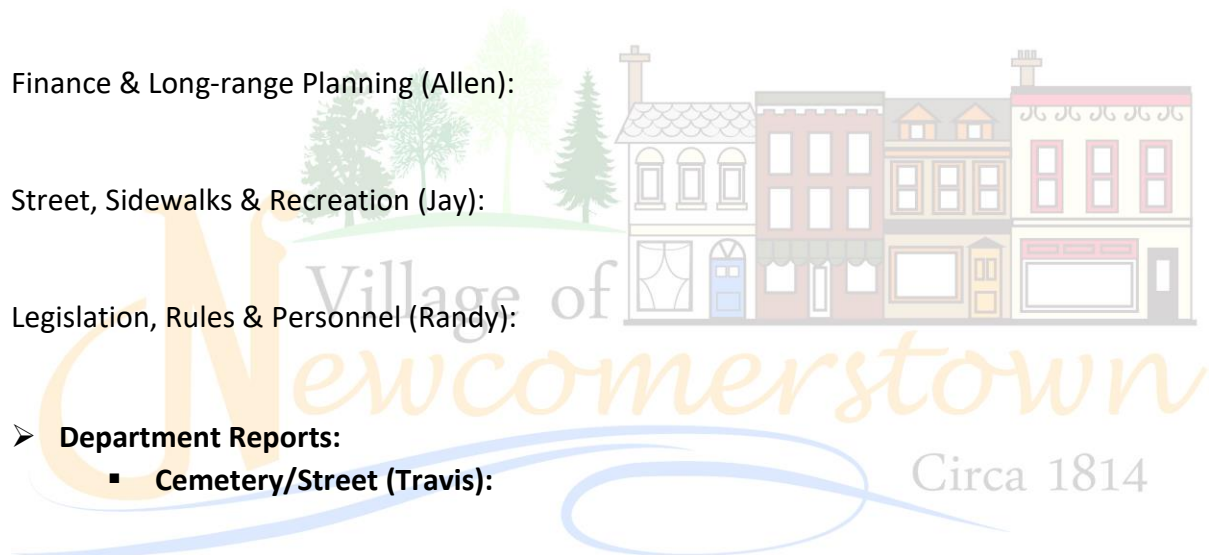 Finance & Long-range Planning (Allen):
Street, Sidewalks & Recreation (Jay):
Village of
Legislation, Rules & Personnel (Randy):
Newcomerstown
➢ Department Reports:
▪ Cemetery/Street (Travis):
Circa 1814